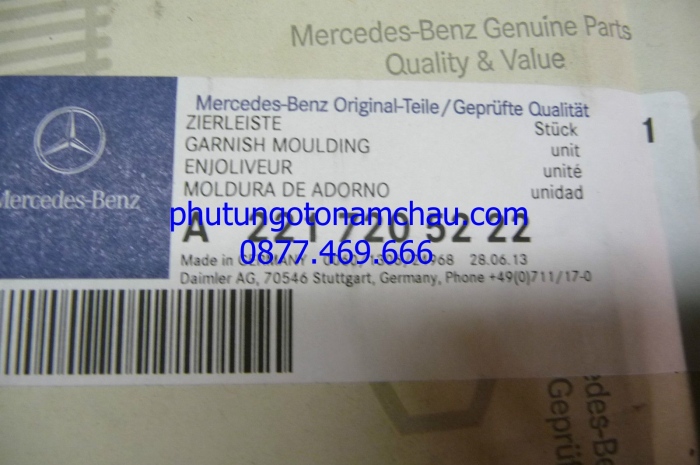 Mercedes-Benz Genuine Parts
Quality & Value
Mercedes-Benz Original-Teile/Geprüfte Qualität
ZIERLEISTE Stück 1
GARNISH MOULDING unit
ENJOLIVEUR unité
MOLDURA DE ADORNO unidad
Mercedes-Benz
phutungotonamchau.com
A 221 720 52 22
0877.469.666
Made in GERMANY 28.06.13
Daimler AG, 70546 Stuttgart, Germany, Phone +49(0)711/17-0